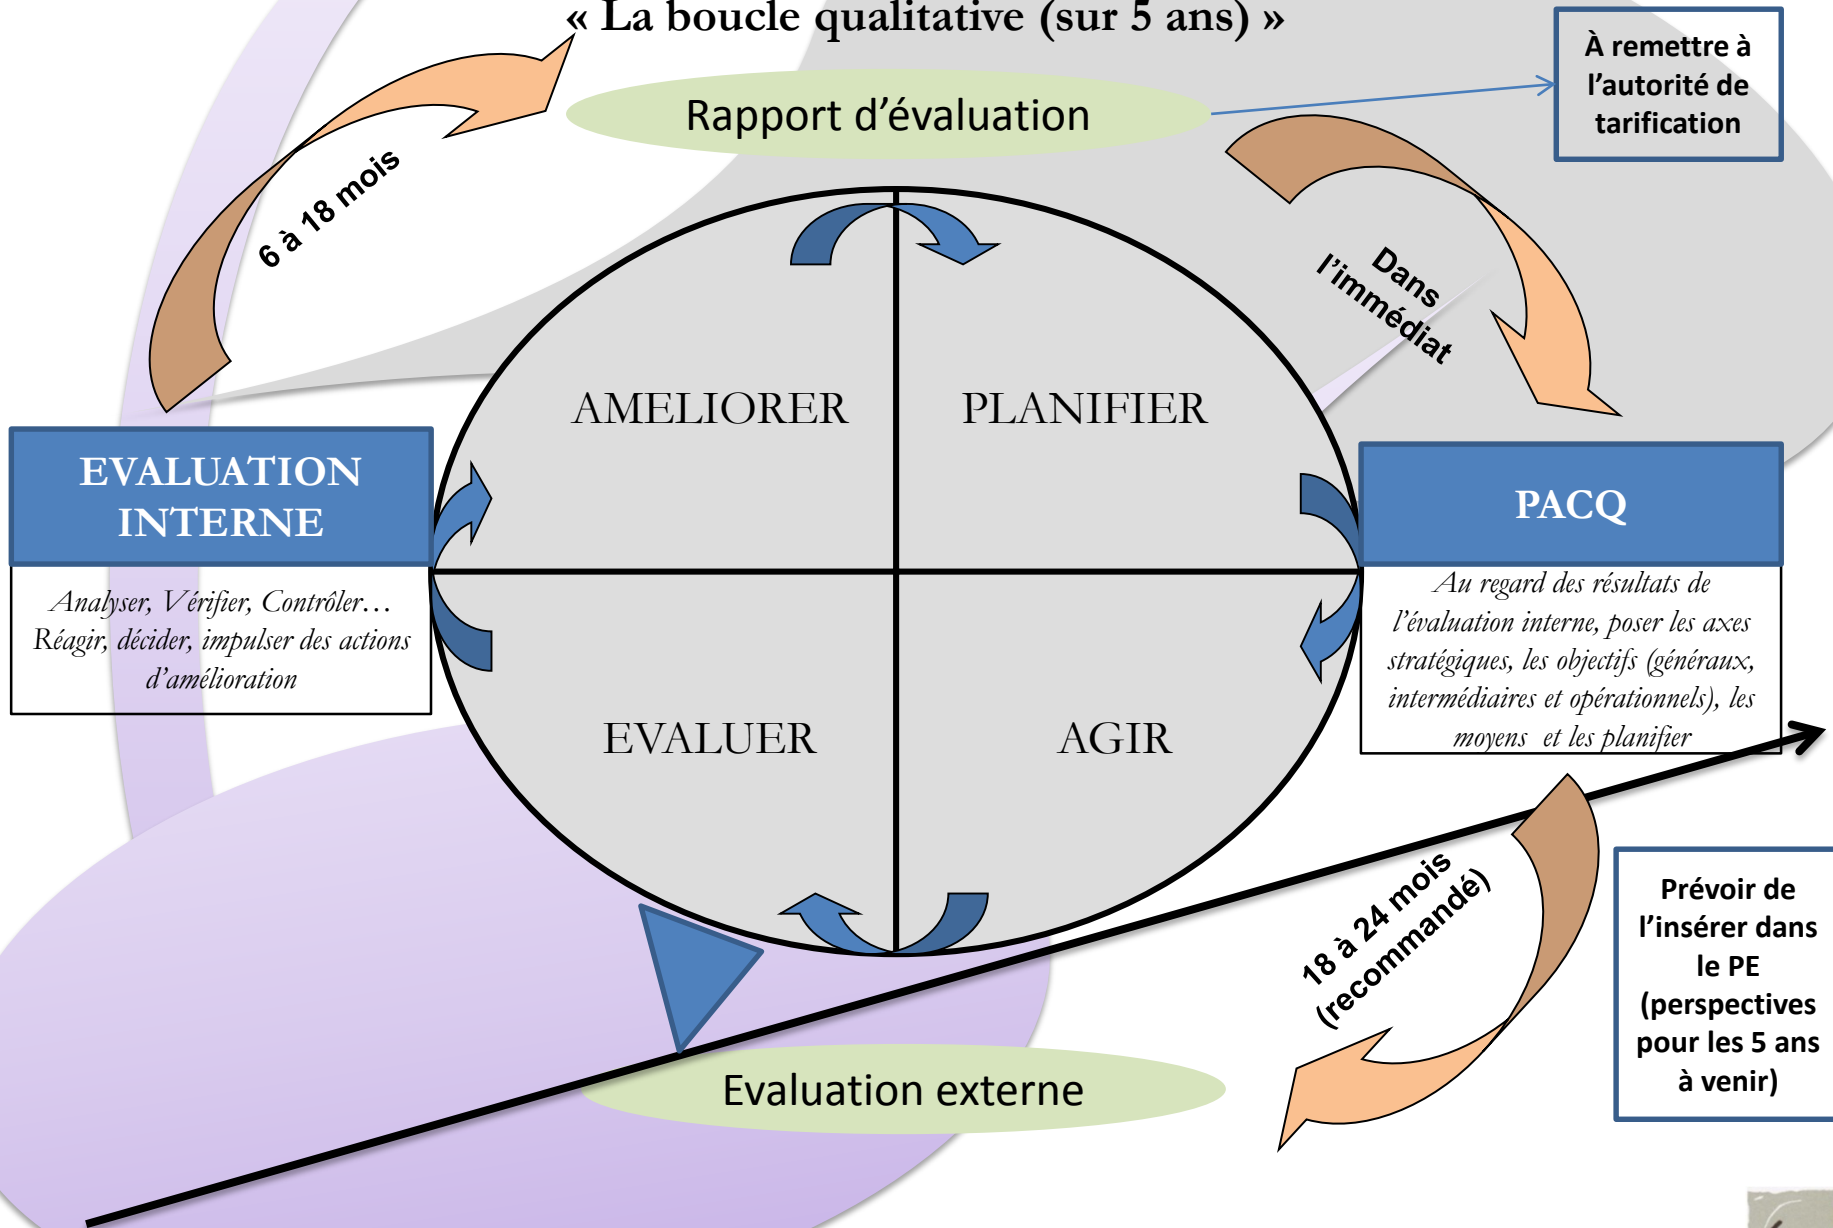 « La boucle qualitative (sur 5 ans) »
À remettre à
l’autorité de
tarification
Rapport d’évaluation
6 à 18 mois
Dans
l’immédiat
AMELIORER
PLANIFIER
EVALUATION
INTERNE
Analyser, Vérifier, Contrôler…
Réagir, décider, impulser des actions
d’amélioration
PACQ
Au regard des résultats de
l’évaluation interne, poser les axes
stratégiques, les objectifs (généraux,
intermédiaires et opérationnels), les
moyens et les planifier
EVALUER
AGIR
18 à 24 mois
(recommandé)
Prévoir de
l’insérer dans
le PE
(perspectives
pour les 5 ans
à venir)
Evaluation externe